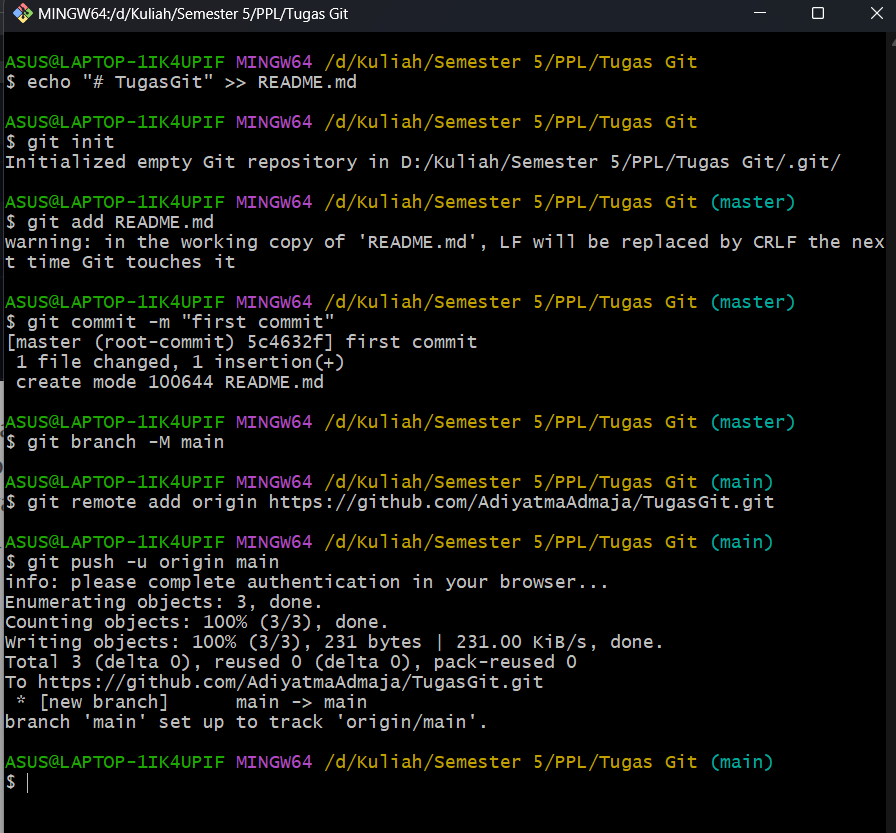 MINGW64:/d/Kuliah/Semester 5/PPL/Tugas Git
ASUS@LAPTOP-1IK4UPIF MINGW64 /d/Kuliah/Semester 5/PPL/Tugas Git
$ echo "# TugasGit" >> README.md
ASUS@LAPTOP-1IK4UPIF MINGW64 /d/Kuliah/Semester 5/PPL/Tugas Git
$ git init
Initialized empty Git repository in D:/Kuliah/Semester 5/PPL/Tugas Git/.git/
ASUS@LAPTOP-1IK4UPIF MINGW64 /d/Kuliah/Semester 5/PPL/Tugas Git (master)
$ git add README.md
warning: in the working copy of 'README.md', LF will be replaced by CRLF the nex
t time Git touches it
ASUS@LAPTOP-1IK4UPIF MINGW64 /d/Kuliah/Semester 5/PPL/Tugas Git (master)
$ git commit -m "first commit"
[master (root-commit) 5c4632f] first commit
 1 file changed, 1 insertion(+)
 create mode 100644 README.md
ASUS@LAPTOP-1IK4UPIF MINGW64 /d/Kuliah/Semester 5/PPL/Tugas Git (master)
$ git branch -M main
ASUS@LAPTOP-1IK4UPIF MINGW64 /d/Kuliah/Semester 5/PPL/Tugas Git (main)
$ git remote add origin https://github.com/AdiyatmaAdmaja/TugasGit.git
ASUS@LAPTOP-1IK4UPIF MINGW64 /d/Kuliah/Semester 5/PPL/Tugas Git (main)
$ git push -u origin main
info: please complete authentication in your browser...
Enumerating objects: 3, done.
Counting objects: 100% (3/3), done.
Writing objects: 100% (3/3), 231 bytes | 231.00 KiB/s, done.
Total 3 (delta 0), reused 0 (delta 0), pack-reused 0
To https://github.com/AdiyatmaAdmaja/TugasGit.git
 * [new branch]      main -> main
branch 'main' set up to track 'origin/main'.
ASUS@LAPTOP-1IK4UPIF MINGW64 /d/Kuliah/Semester 5/PPL/Tugas Git (main)
$